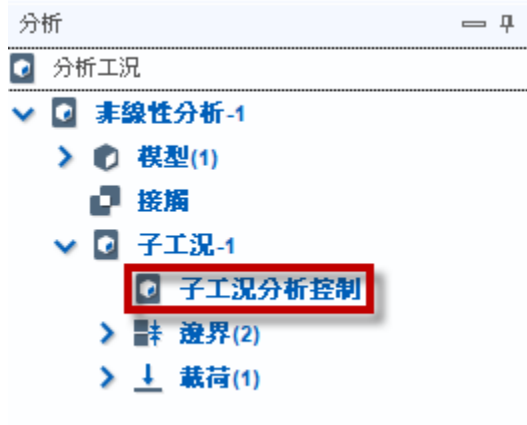 分析
分析工況
非線性分析-1
模型(1)
接觸
子工況-1
子工況分析控制
邊界(2)
載荷(1)